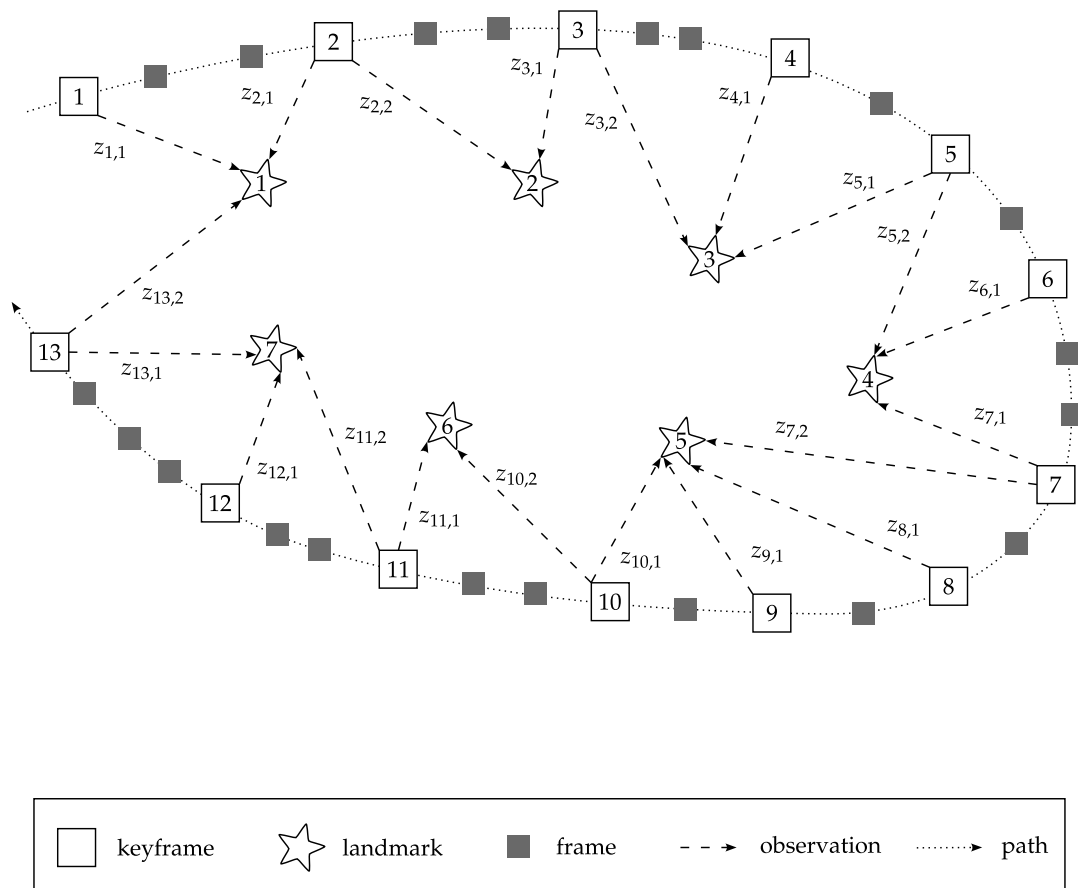 1
2
3
4
5
6
7
8
9
10
11
12
13
1
2
3
4
5
6
7
z1,1
z2,1
z2,2
z3,1
z3,2
z4,1
z5,1
z5,2
z6,1
z7,1
z7,2
z8,1
z9,1
z10,1
z10,2
z11,1
z11,2
z12,1
z13,1
z13,2
keyframe landmark frame observation path